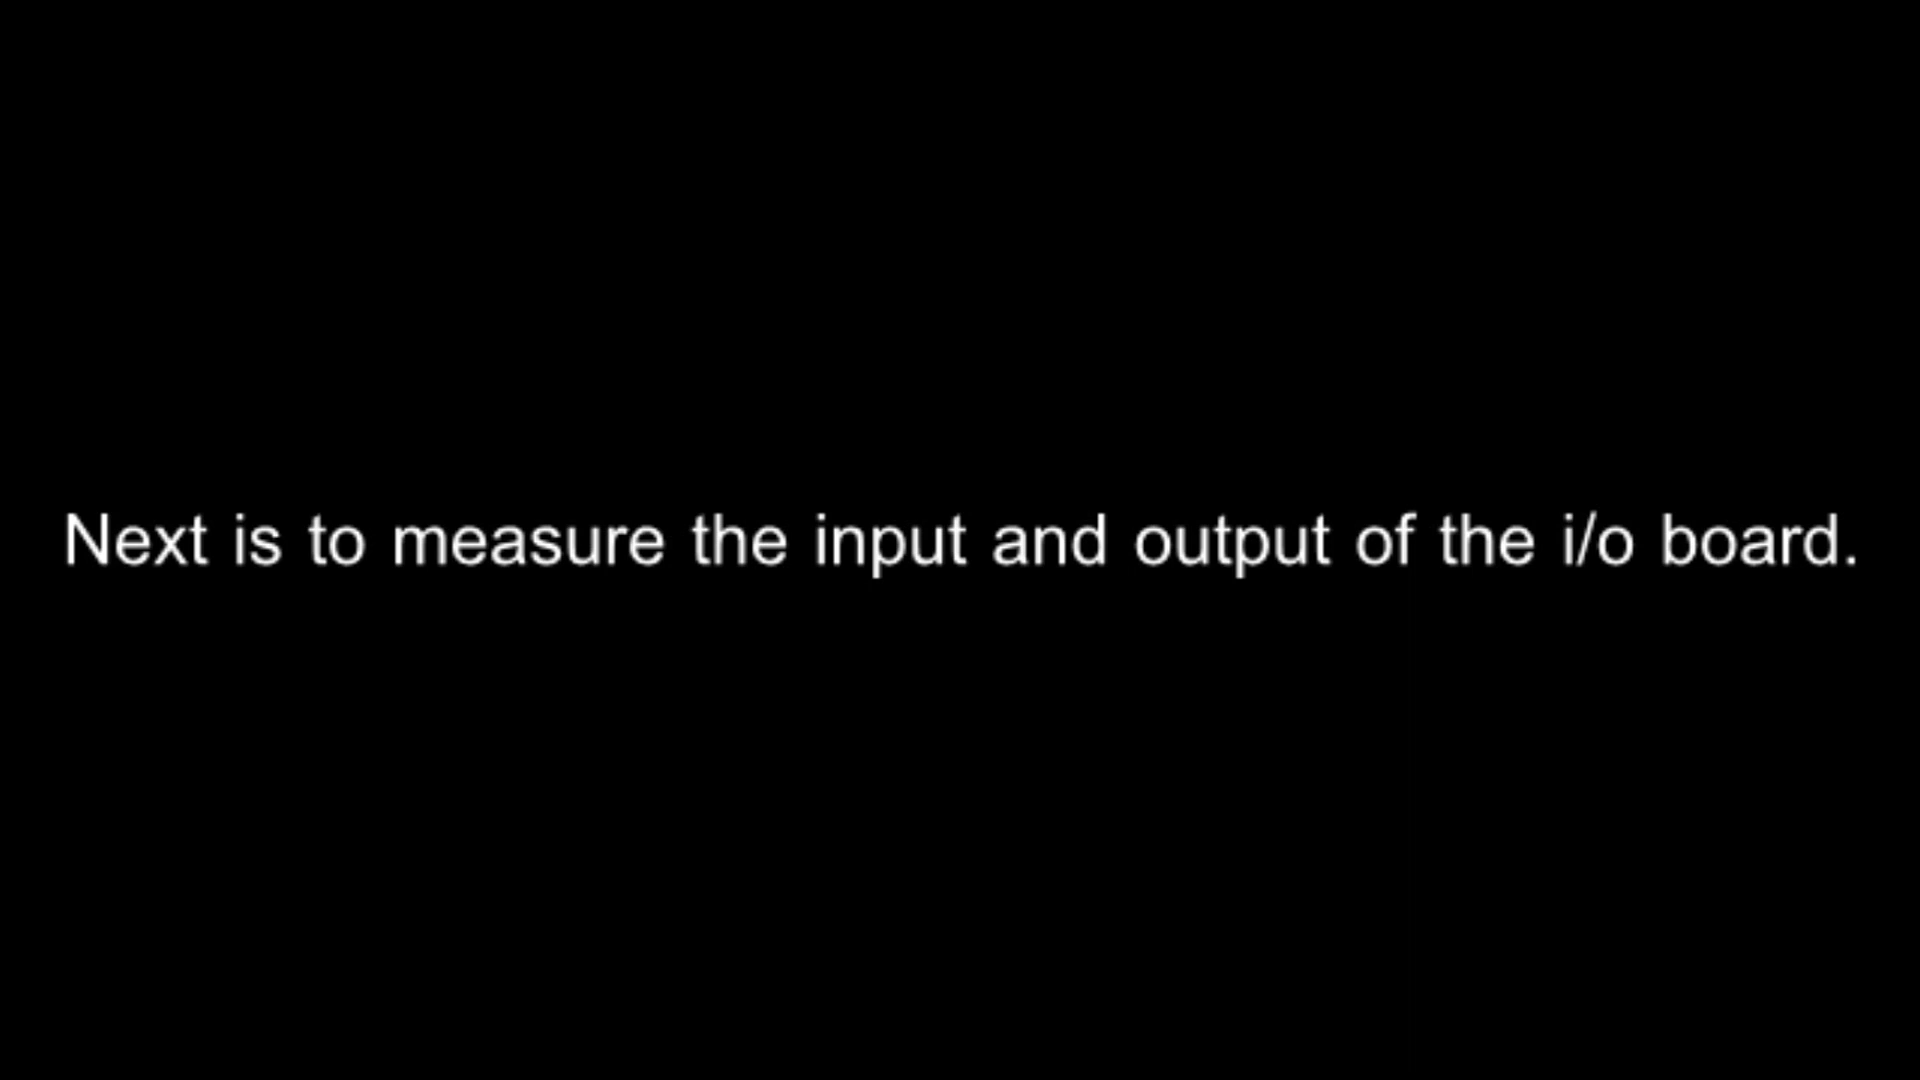 Next is to measure the input and output of the i/o board.